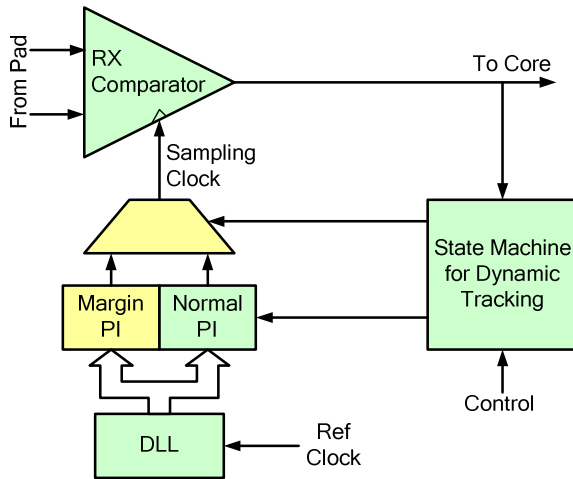 From Pad
RX
Comparator
To Core
Sampling
Clock
State Machine
for Dynamic
Tracking
Margin
PI
Normal
PI
Control
DLL
Ref
Clock